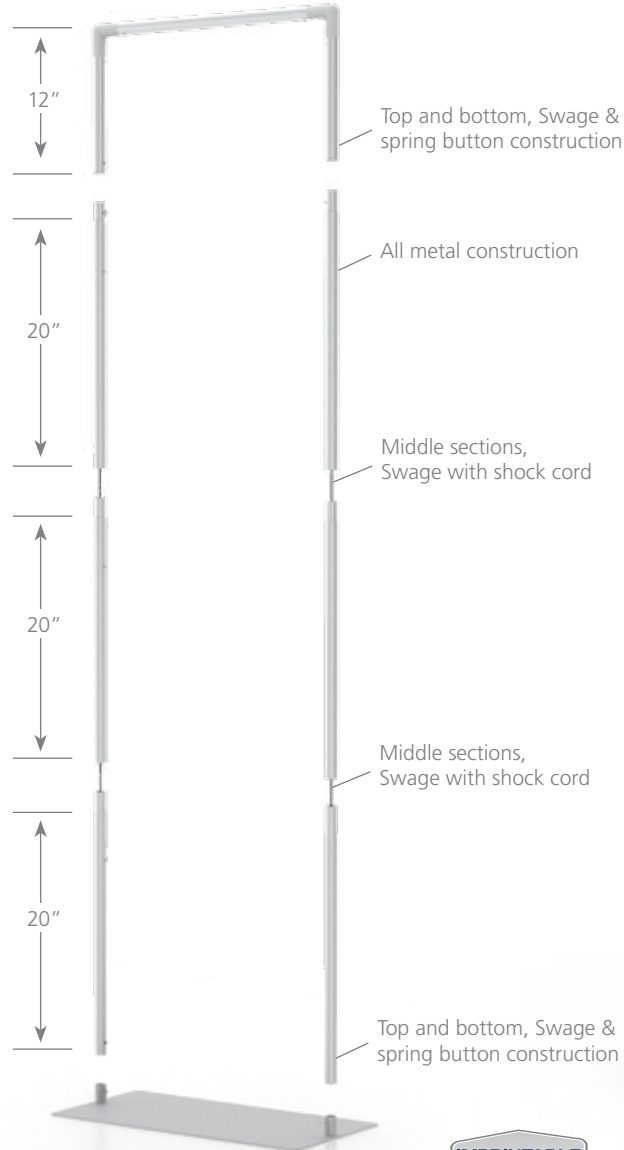 12”
Top and bottom, Swage &
spring button construction
All metal construction
20”
Middle sections,
Swage with shock cord
20”
Middle sections,
Swage with shock cord
20”
Top and bottom, Swage &
spring button construction